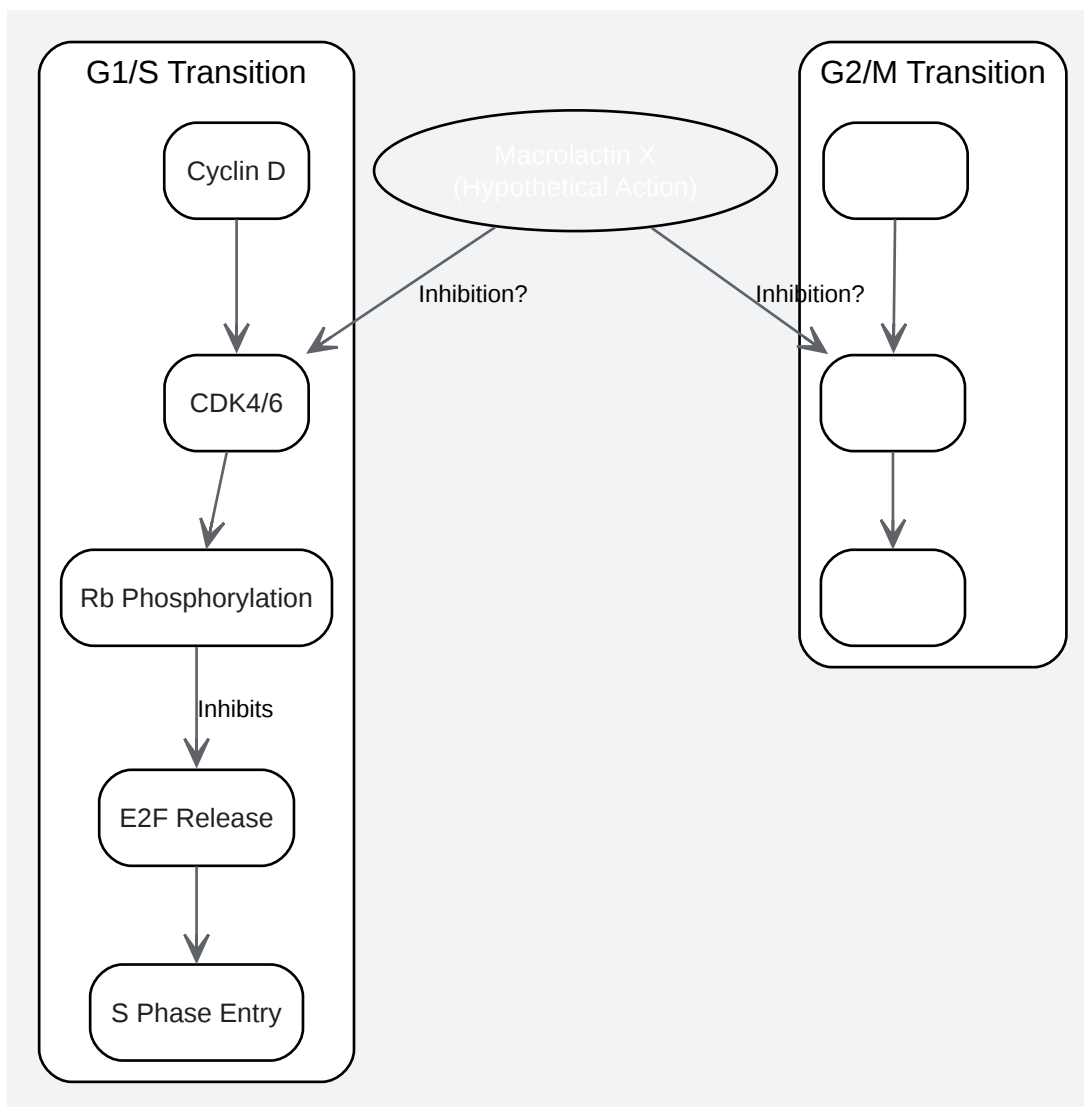 G1/S Transition
G2/M Transition
Cyclin D
Macrolactin X
(Hypothetical Action)
Inhibition?
Inhibition?
CDK4/6
Rb Phosphorylation
Inhibits
E2F Release
S Phase Entry